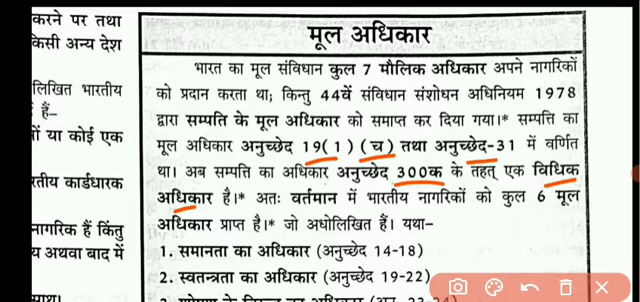 करने पर तथा
किसी अन्य देश
लिखित भारतीय
हैं–
ों या कोई एक
रतीय कार्डधारक
नागरिक हैं किंतु
य अथवा बाद में
मूल अधिकार
भारत का मूल संविधान कुल 7 मौलिक अधिकार अपने नागरिकों
को प्रदान करता था; किन्तु 44वें संविधान संशोधन अधिनियम 1978
द्वारा सम्पति के मूल अधिकार को समाप्त कर दिया गया।* सम्पत्ति का
मूल अधिकार अनुच्छेद 19(1) (च) तथा अनुच्छेद-31 में वर्णित
था। अब सम्पत्ति का अधिकार अनुच्छेद 300क के तहत् एक विधिक
अधिकार है।* अतः वर्तमान में भारतीय नागरिकों को कुल 6 मूल
अधिकार प्राप्त है।* जो अधोलिखित हैं। यथा–
1. समानता का अधिकार (अनुच्छेद 14-18)
2. स्वतन्त्रता का अधिकार (अनुच्छेद 19-22)